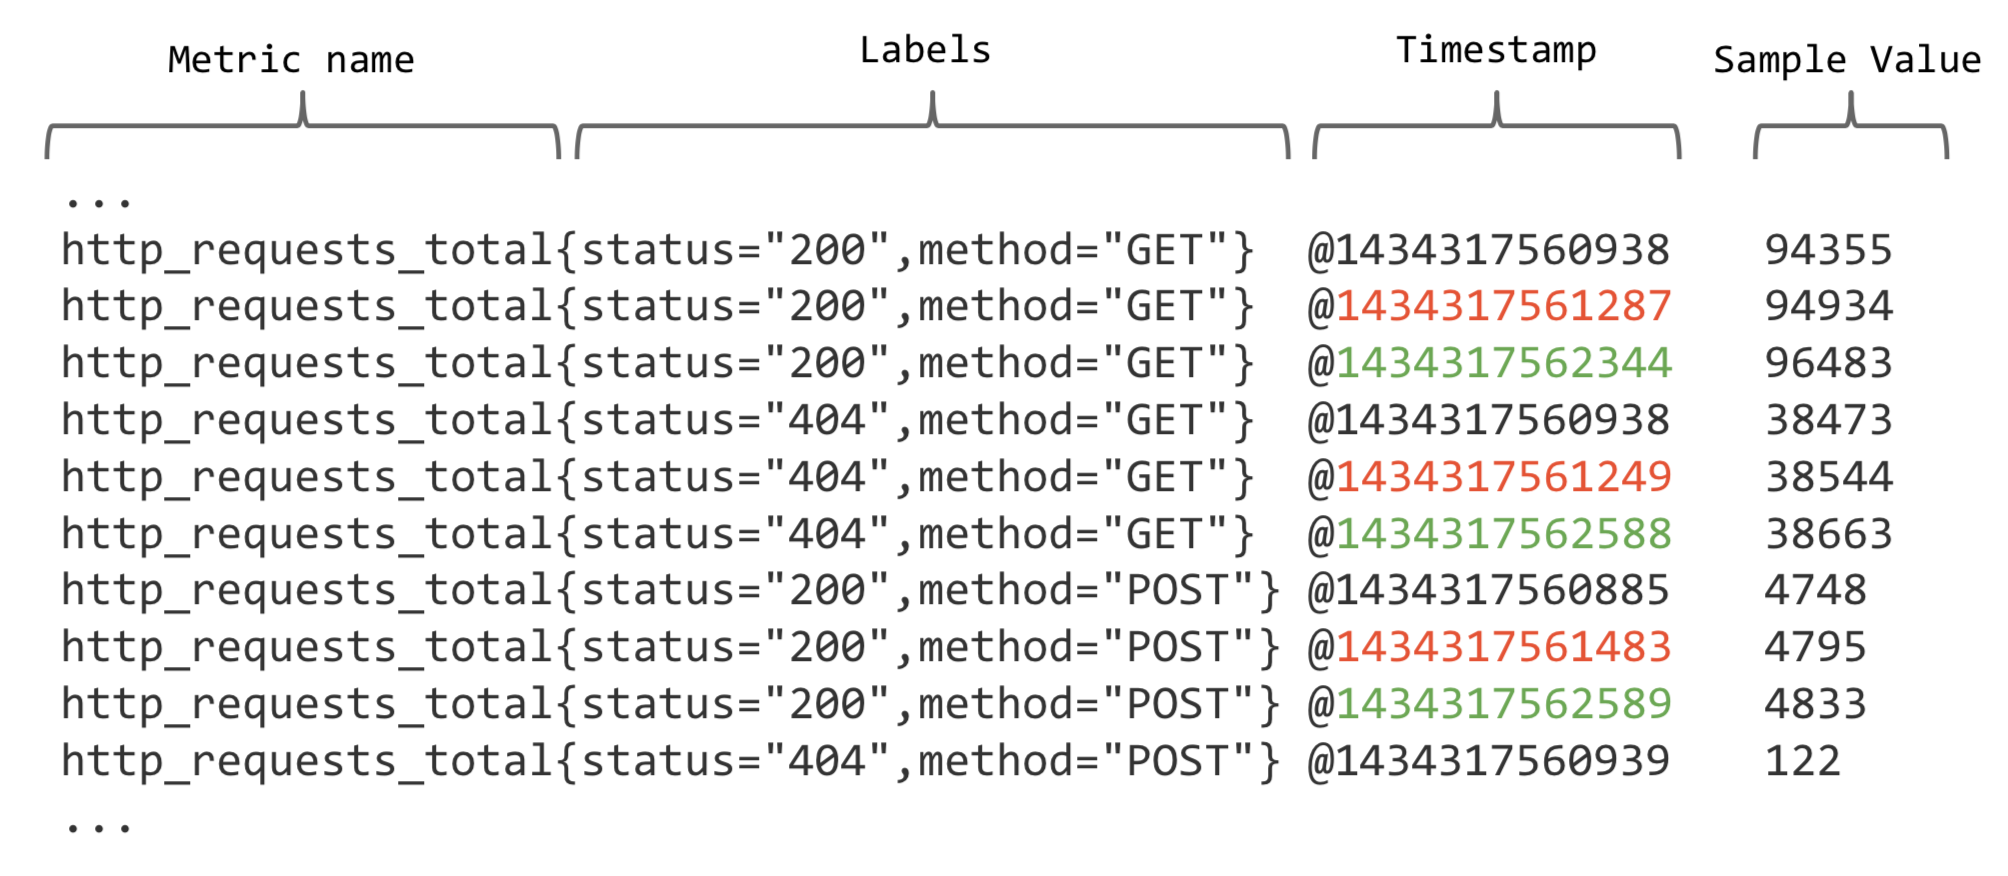 Metric name Labels Timestamp Sample Value
...
http_requests_total{status="200",method="GET"} @1434317560938 94355
http_requests_total{status="200",method="GET"} @1434317561287 94934
http_requests_total{status="200",method="GET"} @1434317562344 96483
http_requests_total{status="404",method="GET"} @1434317560938 38473
http_requests_total{status="404",method="GET"} @1434317561249 38544
http_requests_total{status="404",method="GET"} @1434317562588 38663
http_requests_total{status="200",method="POST"} @1434317560885 4748
http_requests_total{status="200",method="POST"} @1434317561483 4795
http_requests_total{status="200",method="POST"} @1434317562589 4833
http_requests_total{status="404",method="POST"} @1434317560939 122
...